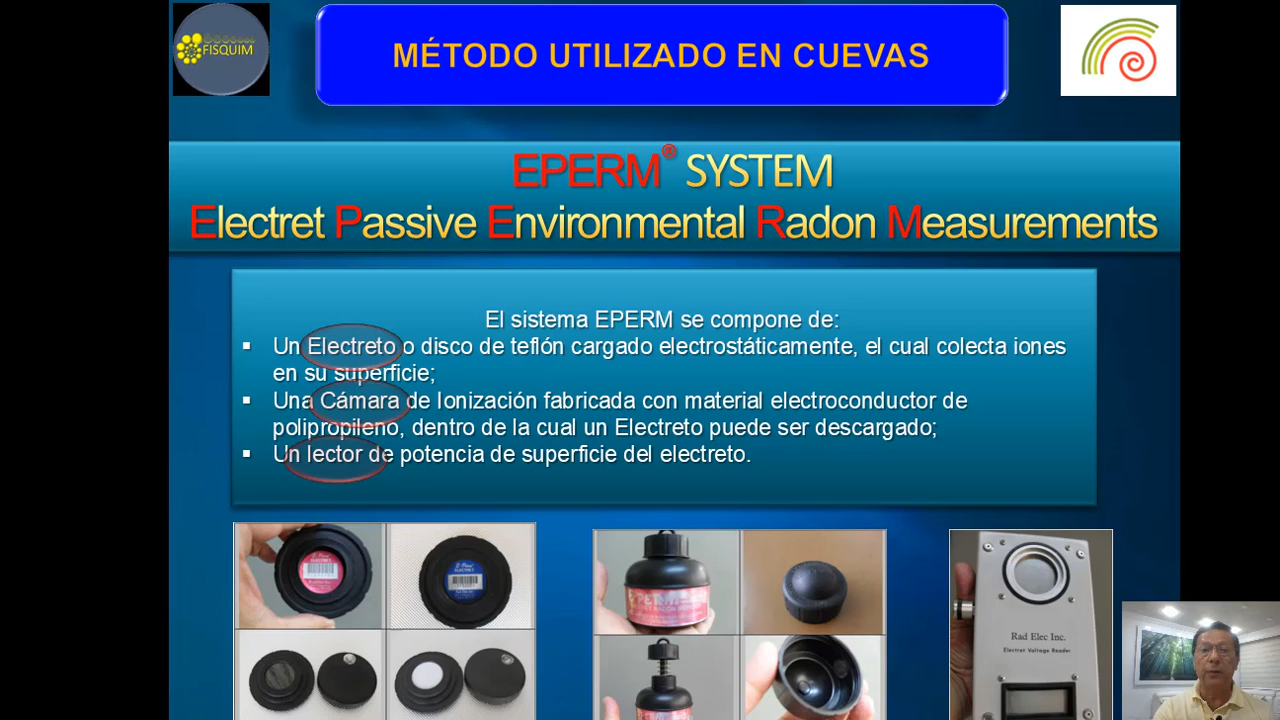 FISQUIM
MÉTODO UTILIZADO EN CUEVAS
EPERM® SYSTEM
Electret Passive Environmental Radon Measurements
El sistema EPERM se compone de:
▪ Un Electreto o disco de teflón cargado electrostáticamente, el cual colecta iones
en su superficie;
▪ Una Cámara de Ionización fabricada con material electroconductor de
polipropileno, dentro de la cual un Electreto puede ser descargado;
▪ Un lector de potencia de superficie del electreto.
ELECTRET
ELECTRET
Rad Elec Inc.
Electret Voltage Reader